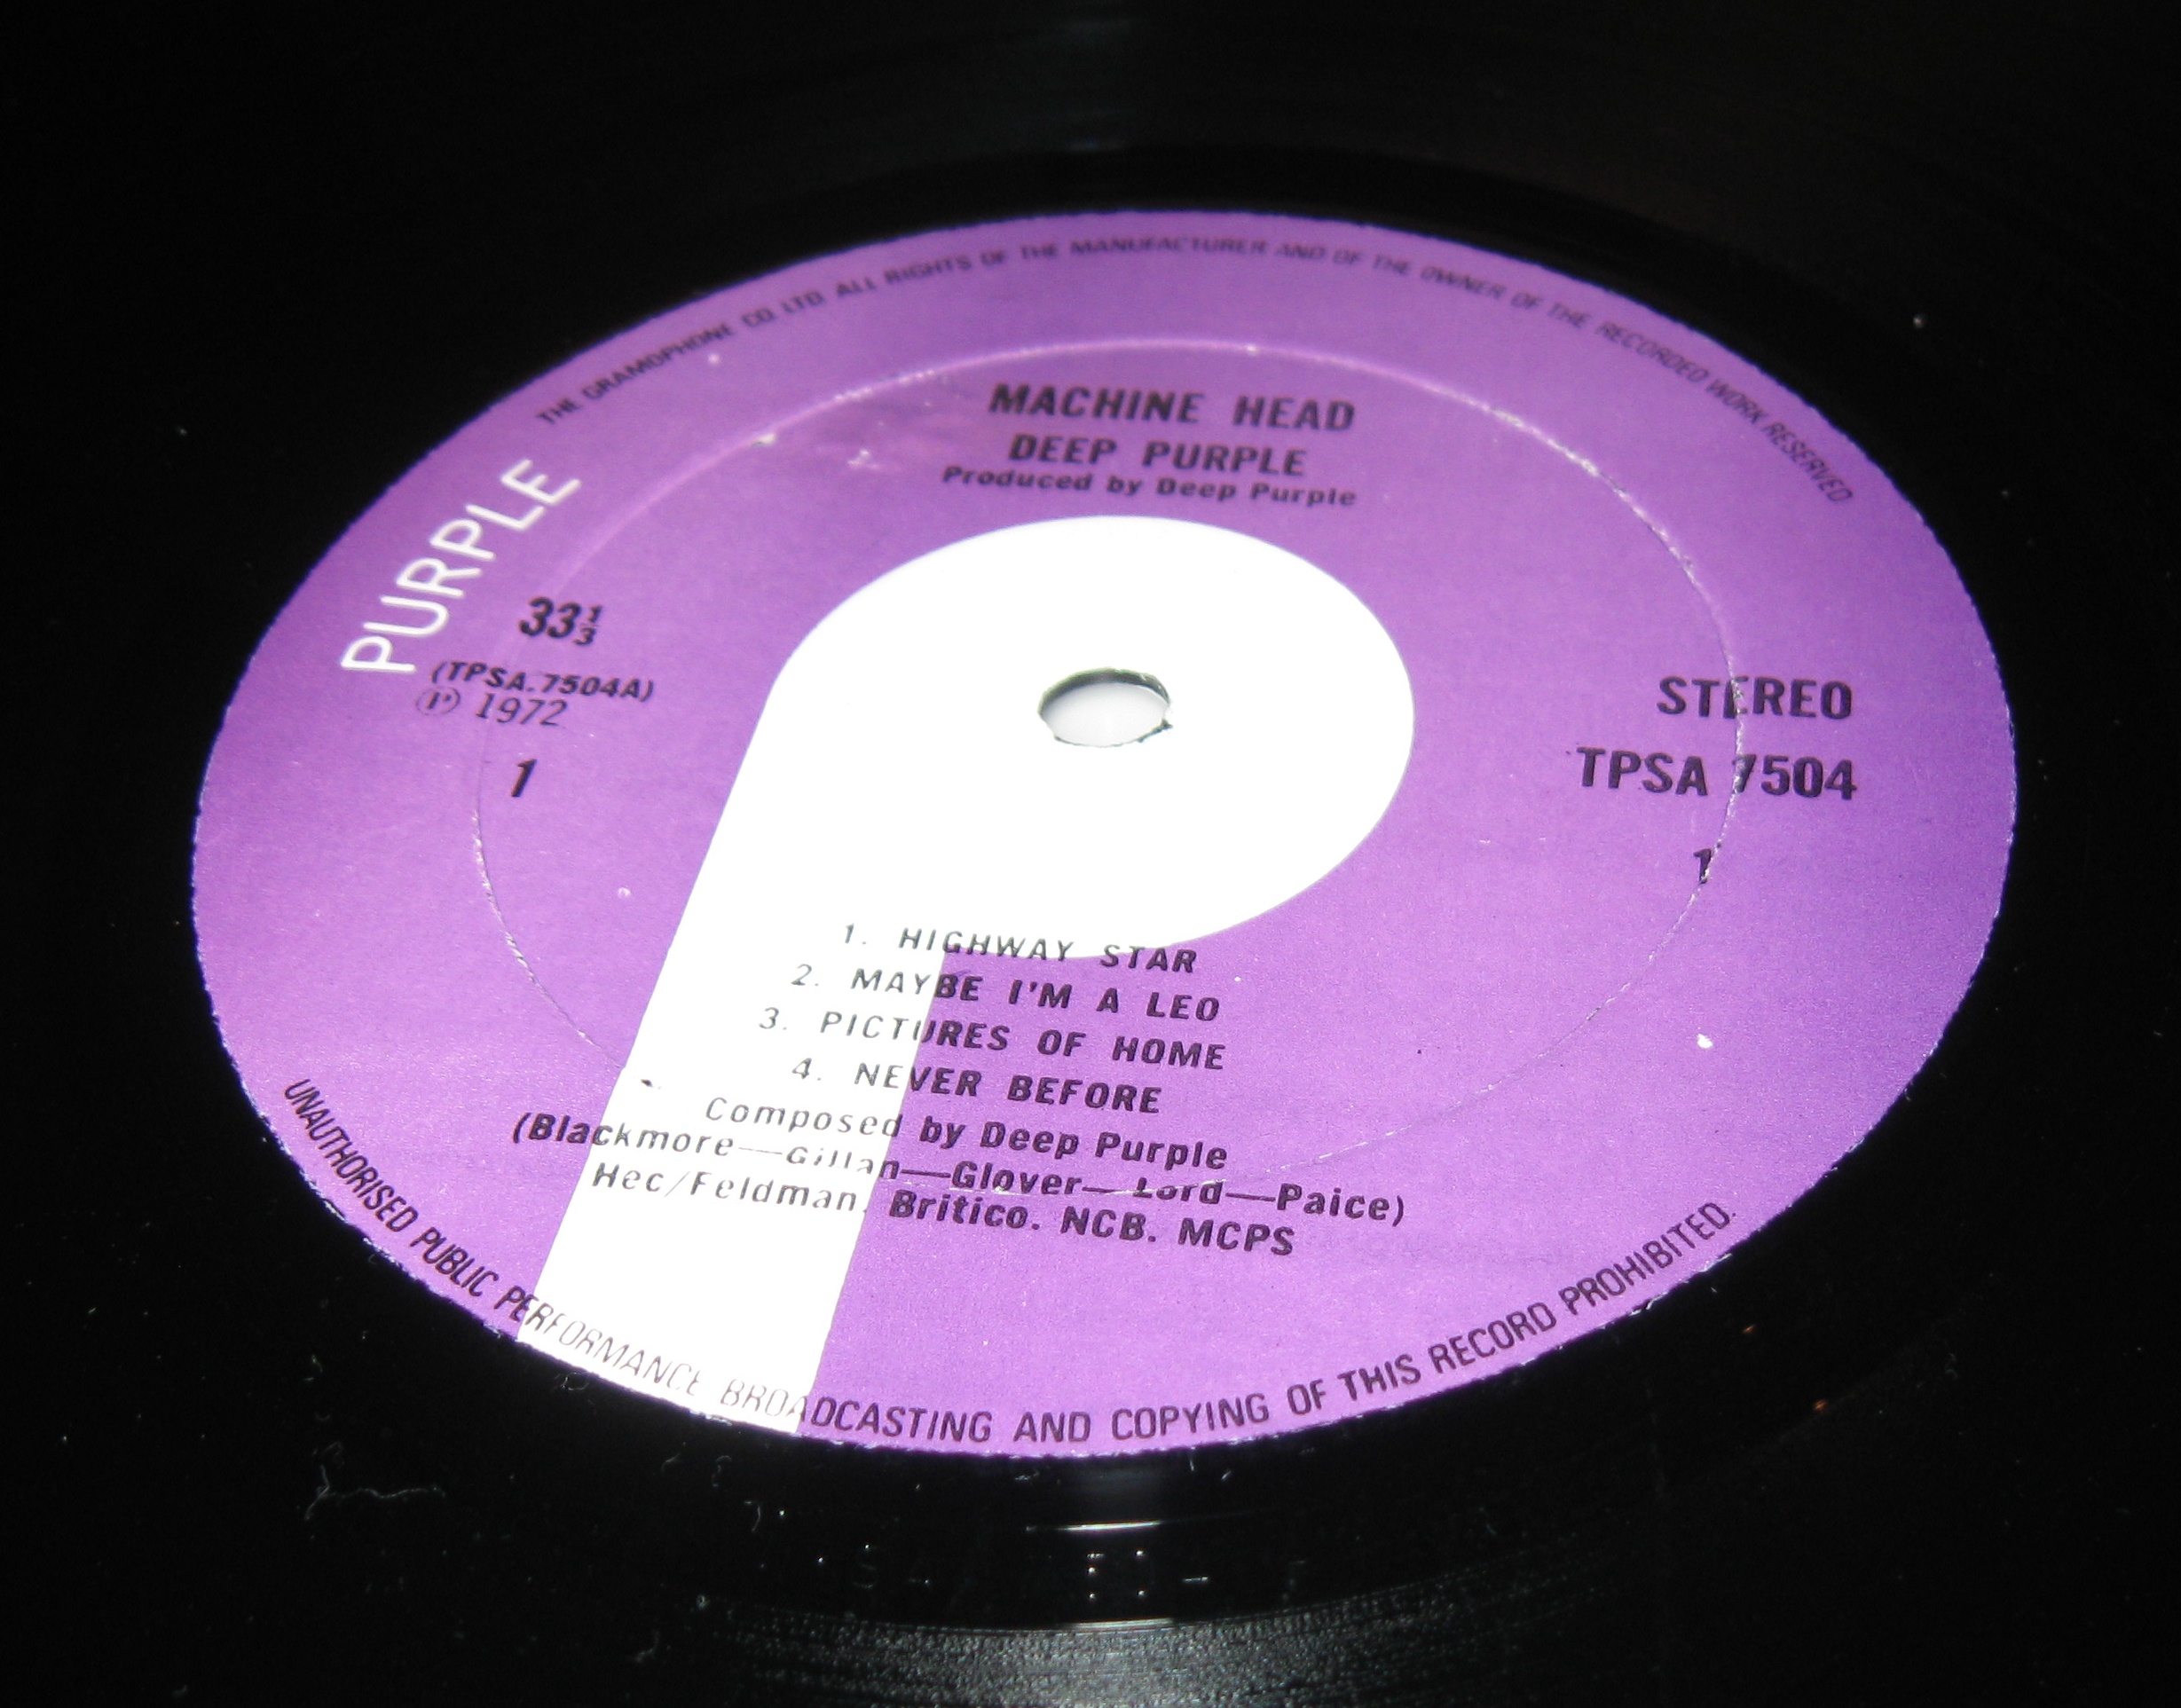 THE GRAMOPHONE CO. LTD. ALL RIGHTS OF THE MANUFACTURER AND OF THE OWNER OF THE RECORDED WORK RESERVED
MACHINE HEAD
DEEP PURPLE
Produced by Deep Purple
PURPLE
33⅓
(TPSA.7504A)
℗ 1972
1
STEREO
TPSA 7504
1
1. HIGHWAY STAR
2. MAYBE I'M A LEO
3. PICTURES OF HOME
4. NEVER BEFORE
Composed by Deep Purple
(Blackmore—Gillan—Glover—Lord—Paice)
Hec/Feldman. Britico. NCB. MCPS
UNAUTHORISED PUBLIC PERFORMANCE BROADCASTING AND COPYING OF THIS RECORD PROHIBITED.